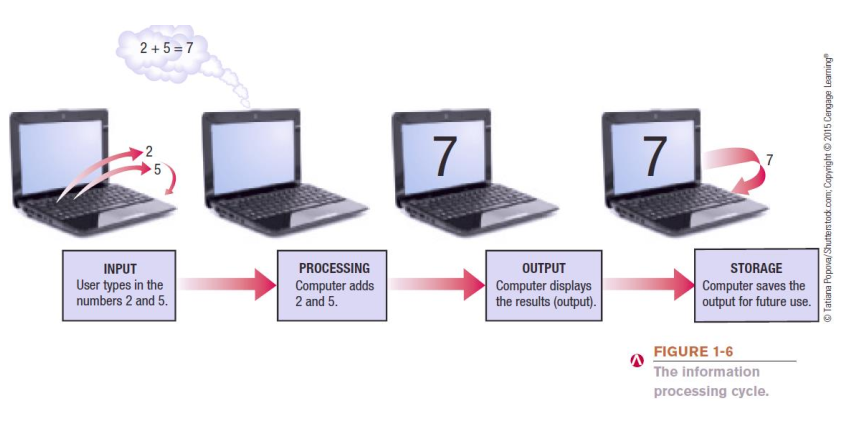 2 + 5 = 7
2
5
7
7
7
INPUT
User types in the
numbers 2 and 5.
PROCESSING
Computer adds
2 and 5.
OUTPUT
Computer displays
the results (output).
STORAGE
Computer saves the
output for future use.
© Tatiana Popova/Shutterstock.com; Copyright © 2015 Cengage Learning®
FIGURE 1-6
The information
processing cycle.